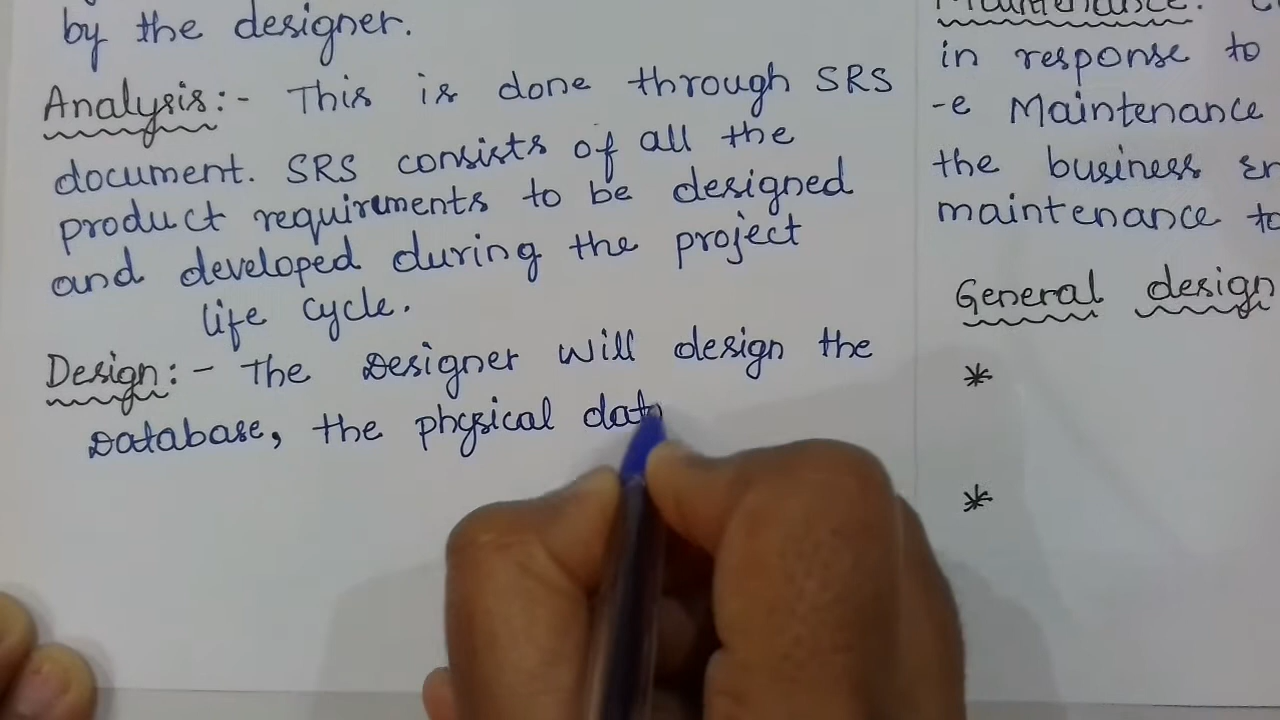 by the designer.
Analysis:- This is done through SRS
document. SRS consists of all the
product requirements to be designed
and developed during the project
life cycle.
Design:- The Designer will design the
Database, the physical dat
Maintenance:
in response to
-e Maintenance
the business
maintenance to
General design
*
*